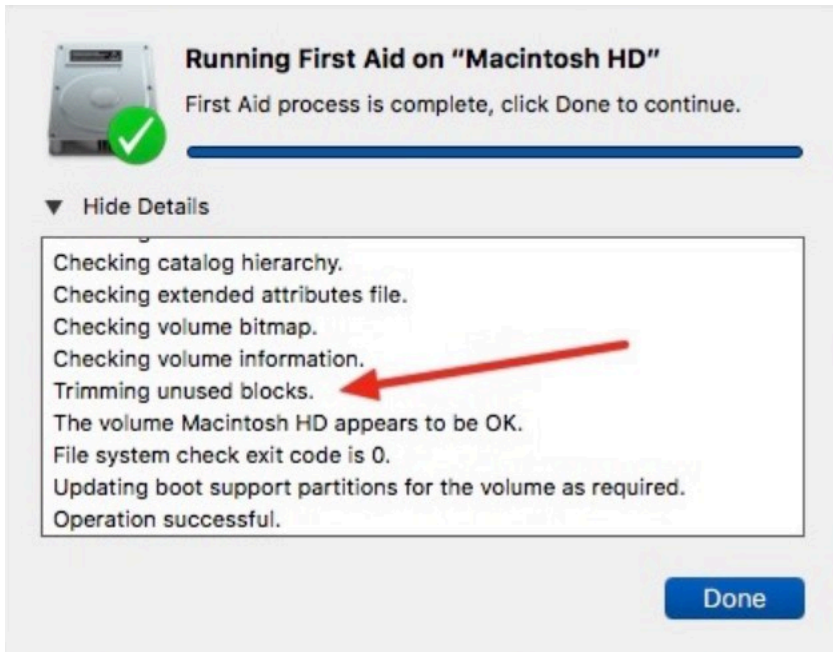 Running First Aid on “Macintosh HD”
First Aid process is complete, click Done to continue.
Hide Details
Checking catalog hierarchy.
Checking extended attributes file.
Checking volume bitmap.
Checking volume information.
Trimming unused blocks.
The volume Macintosh HD appears to be OK.
File system check exit code is 0.
Updating boot support partitions for the volume as required.
Operation successful.
Done